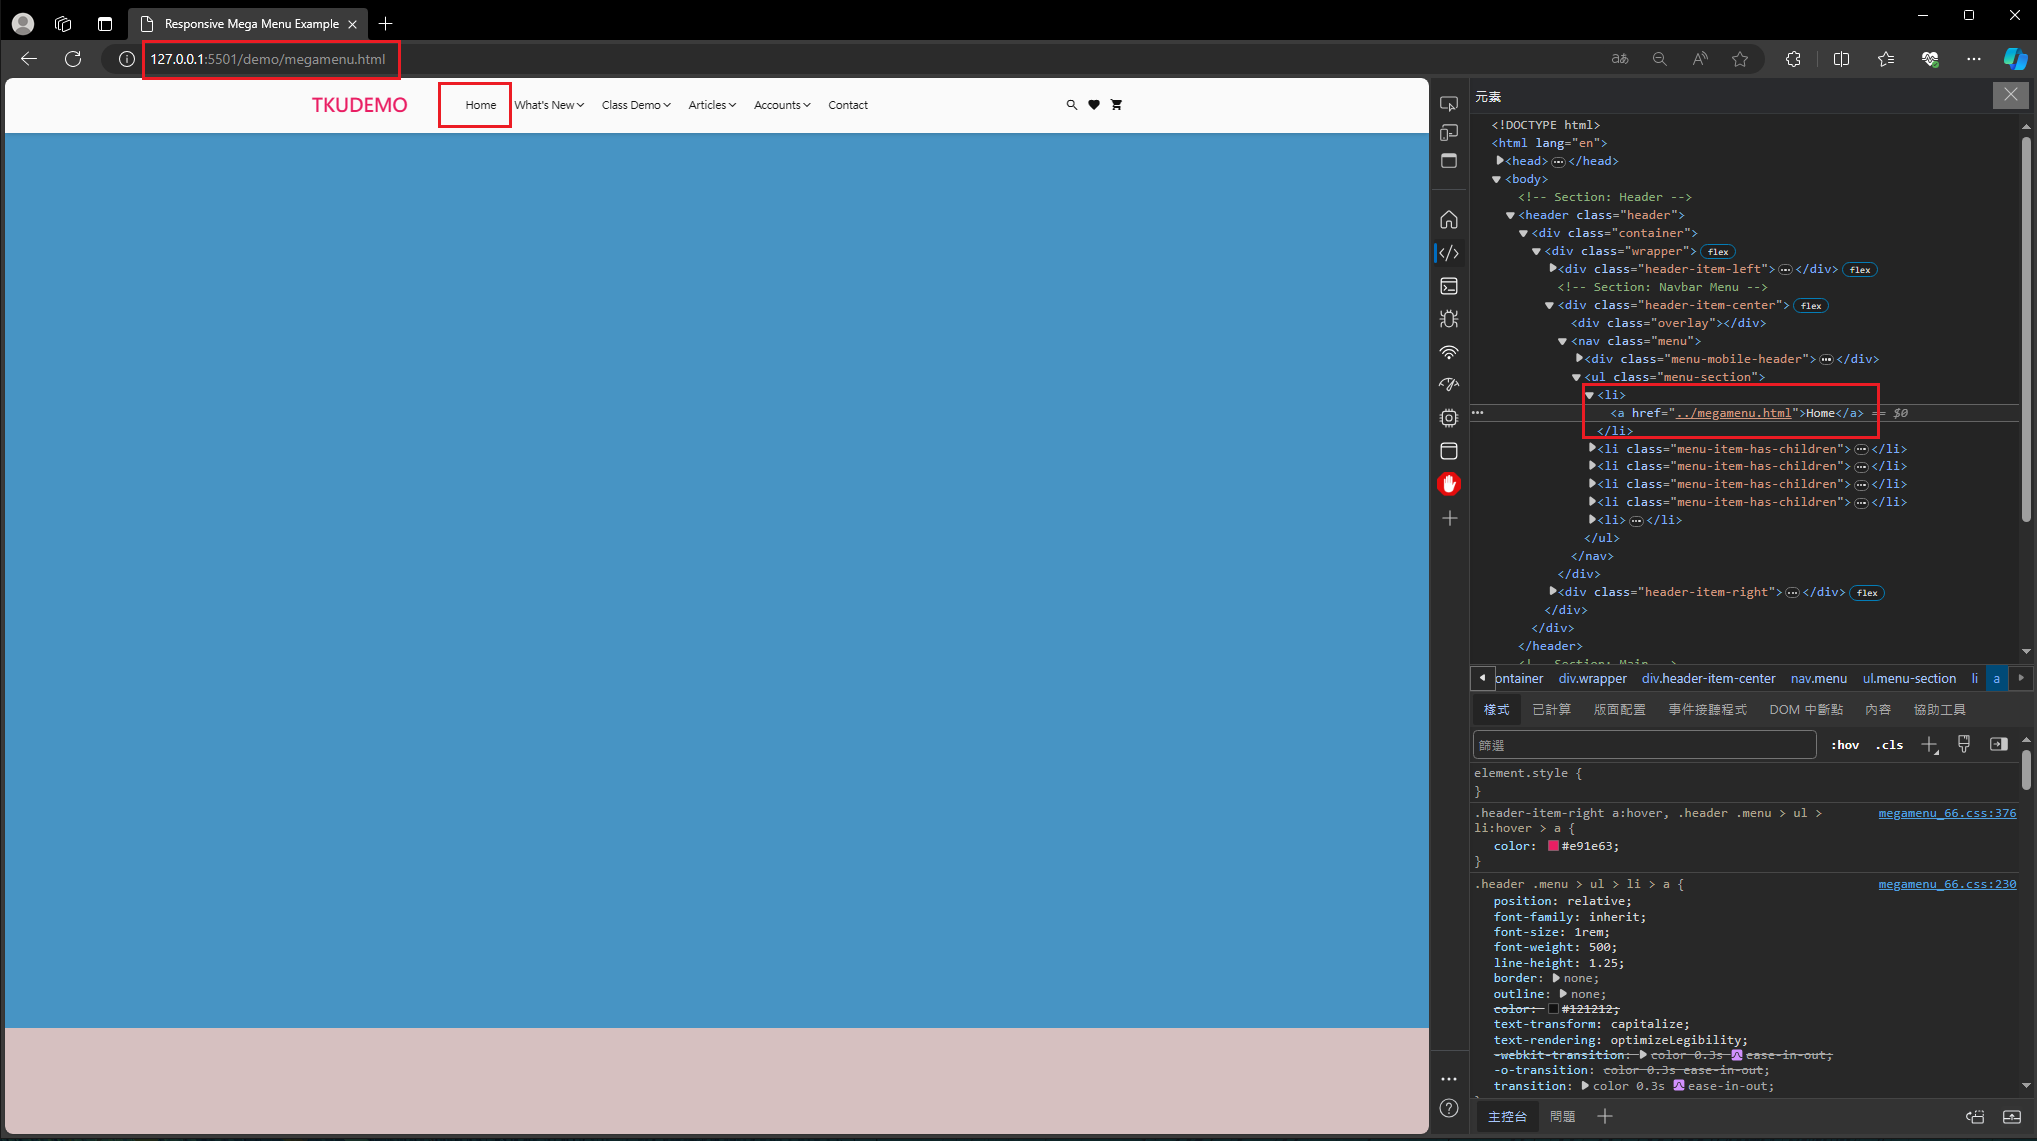 Responsive Mega Menu Example
127.0.0.1:5501/demo/megamenu.html
aあ
TKUDEMO
Home
What's New
Class Demo
Articles
Accounts
Contact
元素
<!DOCTYPE html>
<html lang="en">
<head>…</head>
<body>
<!-- Section: Header -->
<header class="header">
<div class="container">
<div class="wrapper"> flex
<div class="header-item-left">…</div> flex
<!-- Section: Navbar Menu -->
<div class="header-item-center"> flex
<div class="overlay"></div>
<nav class="menu">
<div class="menu-mobile-header">…</div>
<ul class="menu-section">
<li>
<a href="../megamenu.html">Home</a> == $0
</li>
<li class="menu-item-has-children">…</li>
<li class="menu-item-has-children">…</li>
<li class="menu-item-has-children">…</li>
<li class="menu-item-has-children">…</li>
<li>…</li>
</ul>
</nav>
</div>
<div class="header-item-right">…</div> flex
</div>
</div>
</header>
<!-- Section: Main -->
ontainer div.wrapper div.header-item-center nav.menu ul.menu-section li a
樣式 已計算 版面配置 事件接聽程式 DOM 中斷點 內容 協助工具
篩選 :hov .cls
element.style {
}
.header-item-right a:hover, .header .menu > ul > megamenu_66.css:376
li:hover > a {
color: #e91e63;
}
.header .menu > ul > li > a { megamenu_66.css:230
position: relative;
font-family: inherit;
font-size: 1rem;
font-weight: 500;
line-height: 1.25;
border: none;
outline: none;
color: #121212;
text-transform: capitalize;
text-rendering: optimizeLegibility;
-webkit-transition: color 0.3s ease-in-out;
-o-transition: color 0.3s ease-in-out;
transition: color 0.3s ease-in-out;
主控台 問題